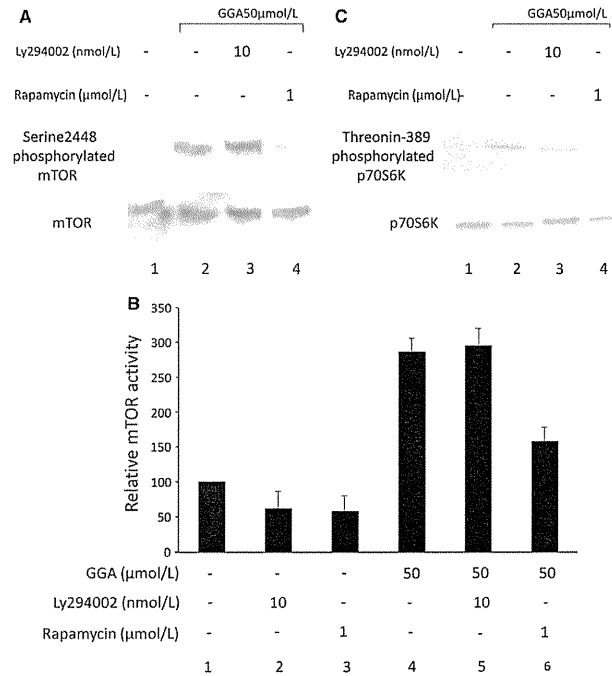 A
GGA50μmol/L
Ly294002 (nmol/L) - - 10 -
Rapamycin (μmol/L) - - - 1
Serine2448
phosphorylated
mTOR
mTOR
1 2 3 4
C
GGA50μmol/L
Ly294002 (nmol/L) - - 10 -
Rapamycin (μmol/L) - - - 1
Threonin-389
phosphorylated
p70S6K
p70S6K
1 2 3 4
B
Relative mTOR activity
350
300
250
200
150
100
50
0
GGA (μmol/L) - - - 50 50 50
Ly294002 (nmol/L) - 10 - - 10 -
Rapamycin (μmol/L) - - 1 - - 1
1 2 3 4 5 6